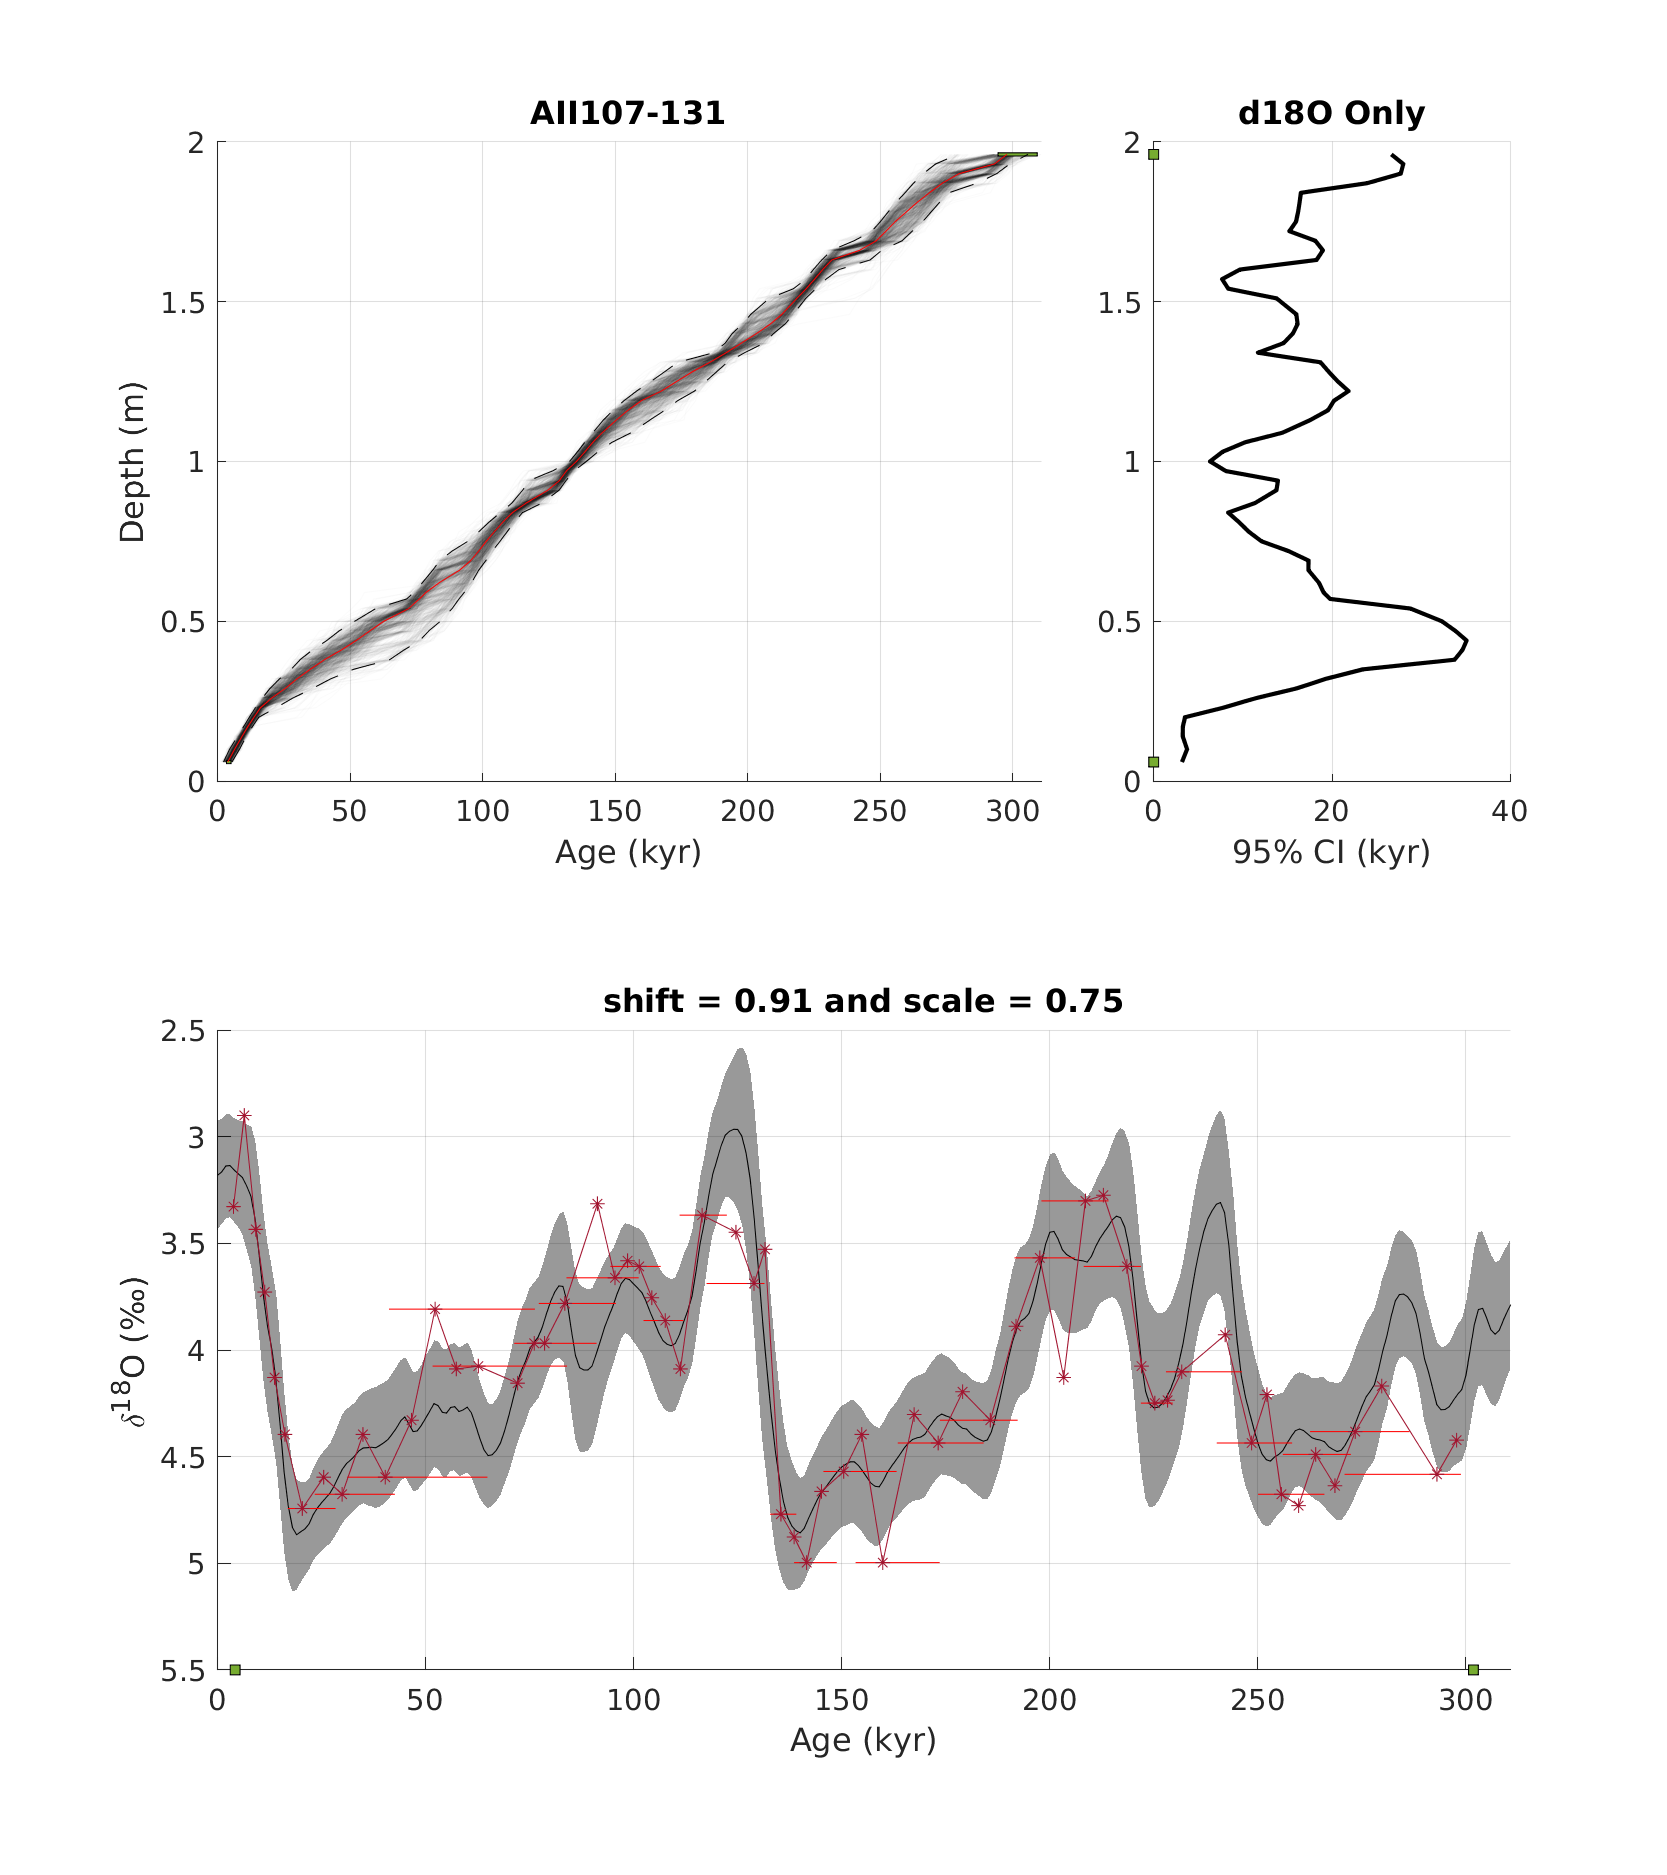 AII107-131
d18O Only
2
1.5
1
0.5
0
Depth (m)
0 50 100 150 200 250 300
Age (kyr)
2
1.5
1
0.5
0
0 20 40
95% CI (kyr)
shift = 0.91 and scale = 0.75
2.5
3
3.5
4
4.5
5
5.5
δ¹⁸O (‰)
0 50 100 150 200 250 300
Age (kyr)